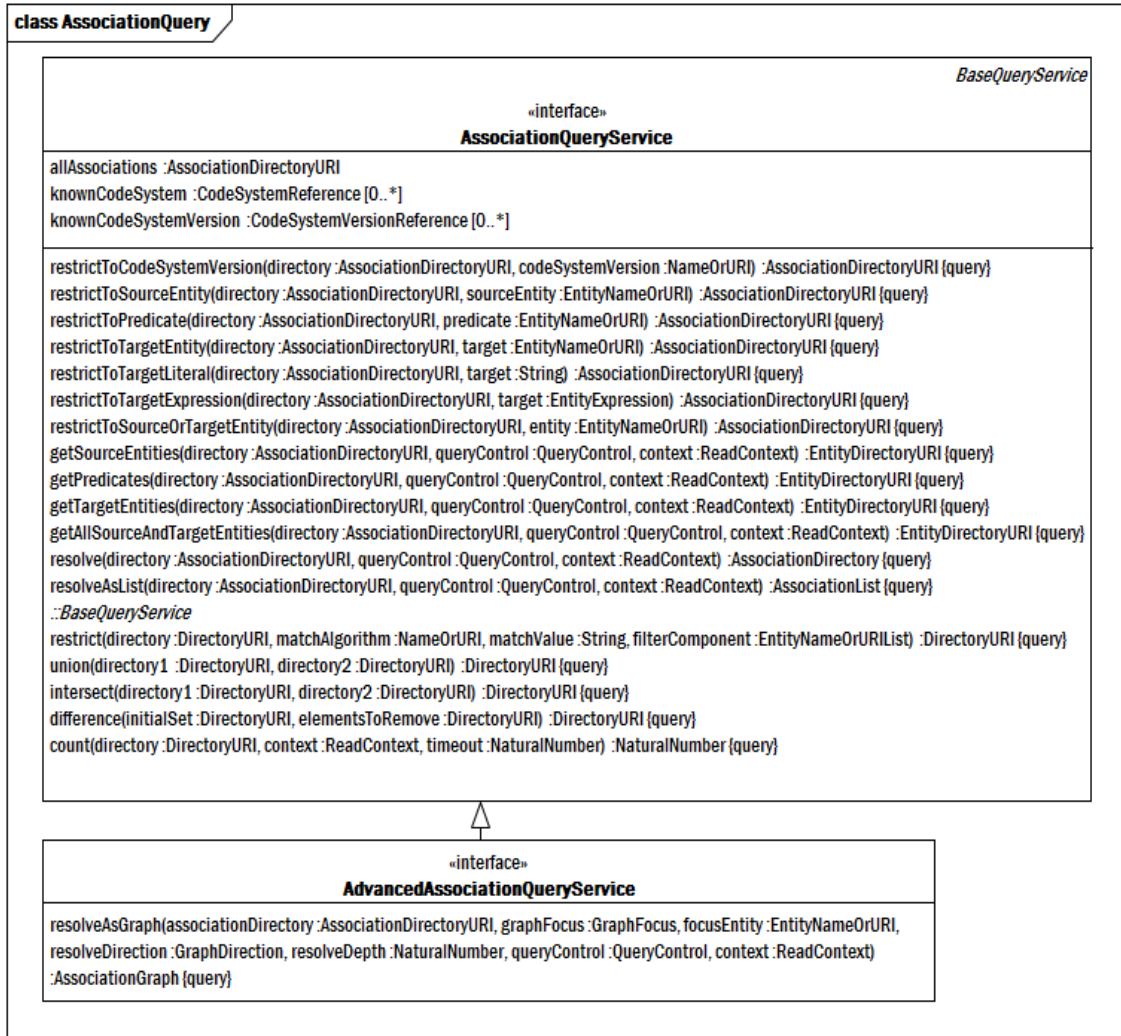 class AssociationQuery
BaseQueryService
«interface»
AssociationQueryService
allAssociations :AssociationDirectoryURI
knownCodeSystem :CodeSystemReference [0..*]
knownCodeSystemVersion :CodeSystemVersionReference [0..*]
restrictToCodeSystemVersion(directory :AssociationDirectoryURI, codeSystemVersion :NameOrURI) :AssociationDirectoryURI {query}
restrictToSourceEntity(directory :AssociationDirectoryURI, sourceEntity :EntityNameOrURI) :AssociationDirectoryURI {query}
restrictToPredicate(directory :AssociationDirectoryURI, predicate :EntityNameOrURI) :AssociationDirectoryURI {query}
restrictToTargetEntity(directory :AssociationDirectoryURI, target :EntityNameOrURI) :AssociationDirectoryURI {query}
restrictToTargetLiteral(directory :AssociationDirectoryURI, target :String) :AssociationDirectoryURI {query}
restrictToTargetExpression(directory :AssociationDirectoryURI, target :EntityExpression) :AssociationDirectoryURI {query}
restrictToSourceOrTargetEntity(directory :AssociationDirectoryURI, entity :EntityNameOrURI) :AssociationDirectoryURI {query}
getSourceEntities(directory :AssociationDirectoryURI, queryControl :QueryControl, context :ReadContext) :EntityDirectoryURI {query}
getPredicates(directory :AssociationDirectoryURI, queryControl :QueryControl, context :ReadContext) :EntityDirectoryURI {query}
getTargetEntities(directory :AssociationDirectoryURI, queryControl :QueryControl, context :ReadContext) :EntityDirectoryURI {query}
getAllSourceAndTargetEntities(directory :AssociationDirectoryURI, queryControl :QueryControl, context :ReadContext) :EntityDirectoryURI {query}
resolve(directory :AssociationDirectoryURI, queryControl :QueryControl, context :ReadContext) :AssociationDirectory {query}
resolveAsList(directory :AssociationDirectoryURI, queryControl :QueryControl, context :ReadContext) :AssociationList {query}
::BaseQueryService
restrict(directory :DirectoryURI, matchAlgorithm :NameOrURI, matchValue :String, filterComponent :EntityNameOrURIList) :DirectoryURI {query}
union(directory1 :DirectoryURI, directory2 :DirectoryURI) :DirectoryURI {query}
intersect(directory1 :DirectoryURI, directory2 :DirectoryURI) :DirectoryURI {query}
difference(initialSet :DirectoryURI, elementsToRemove :DirectoryURI) :DirectoryURI {query}
count(directory :DirectoryURI, context :ReadContext, timeout :NaturalNumber) :NaturalNumber {query}
«interface»
AdvancedAssociationQueryService
resolveAsGraph(associationDirectory :AssociationDirectoryURI, graphFocus :GraphFocus, focusEntity :EntityNameOrURI,
resolveDirection :GraphDirection, resolveDepth :NaturalNumber, queryControl :QueryControl, context :ReadContext)
:AssociationGraph {query}